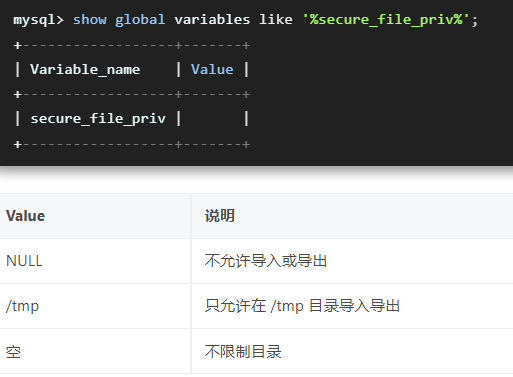 mysql> show global variables like '%secure_file_priv%';
+------------------+-------+
| Variable_name    | Value |
+------------------+-------+
| secure_file_priv |       |
+------------------+-------+
Value 说明
NULL 不允许导入或导出
/tmp 只允许在 /tmp 目录导入导出
空 不限制目录